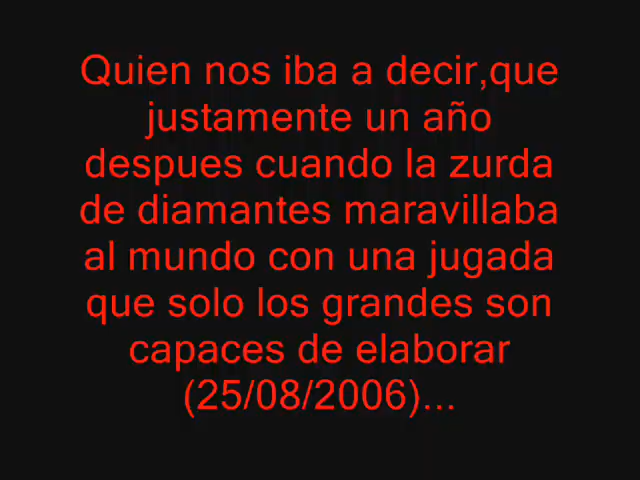 Quien nos iba a decir,que
justamente un año
despues cuando la zurda
de diamantes maravillaba
al mundo con una jugada
que solo los grandes son
capaces de elaborar
(25/08/2006)...